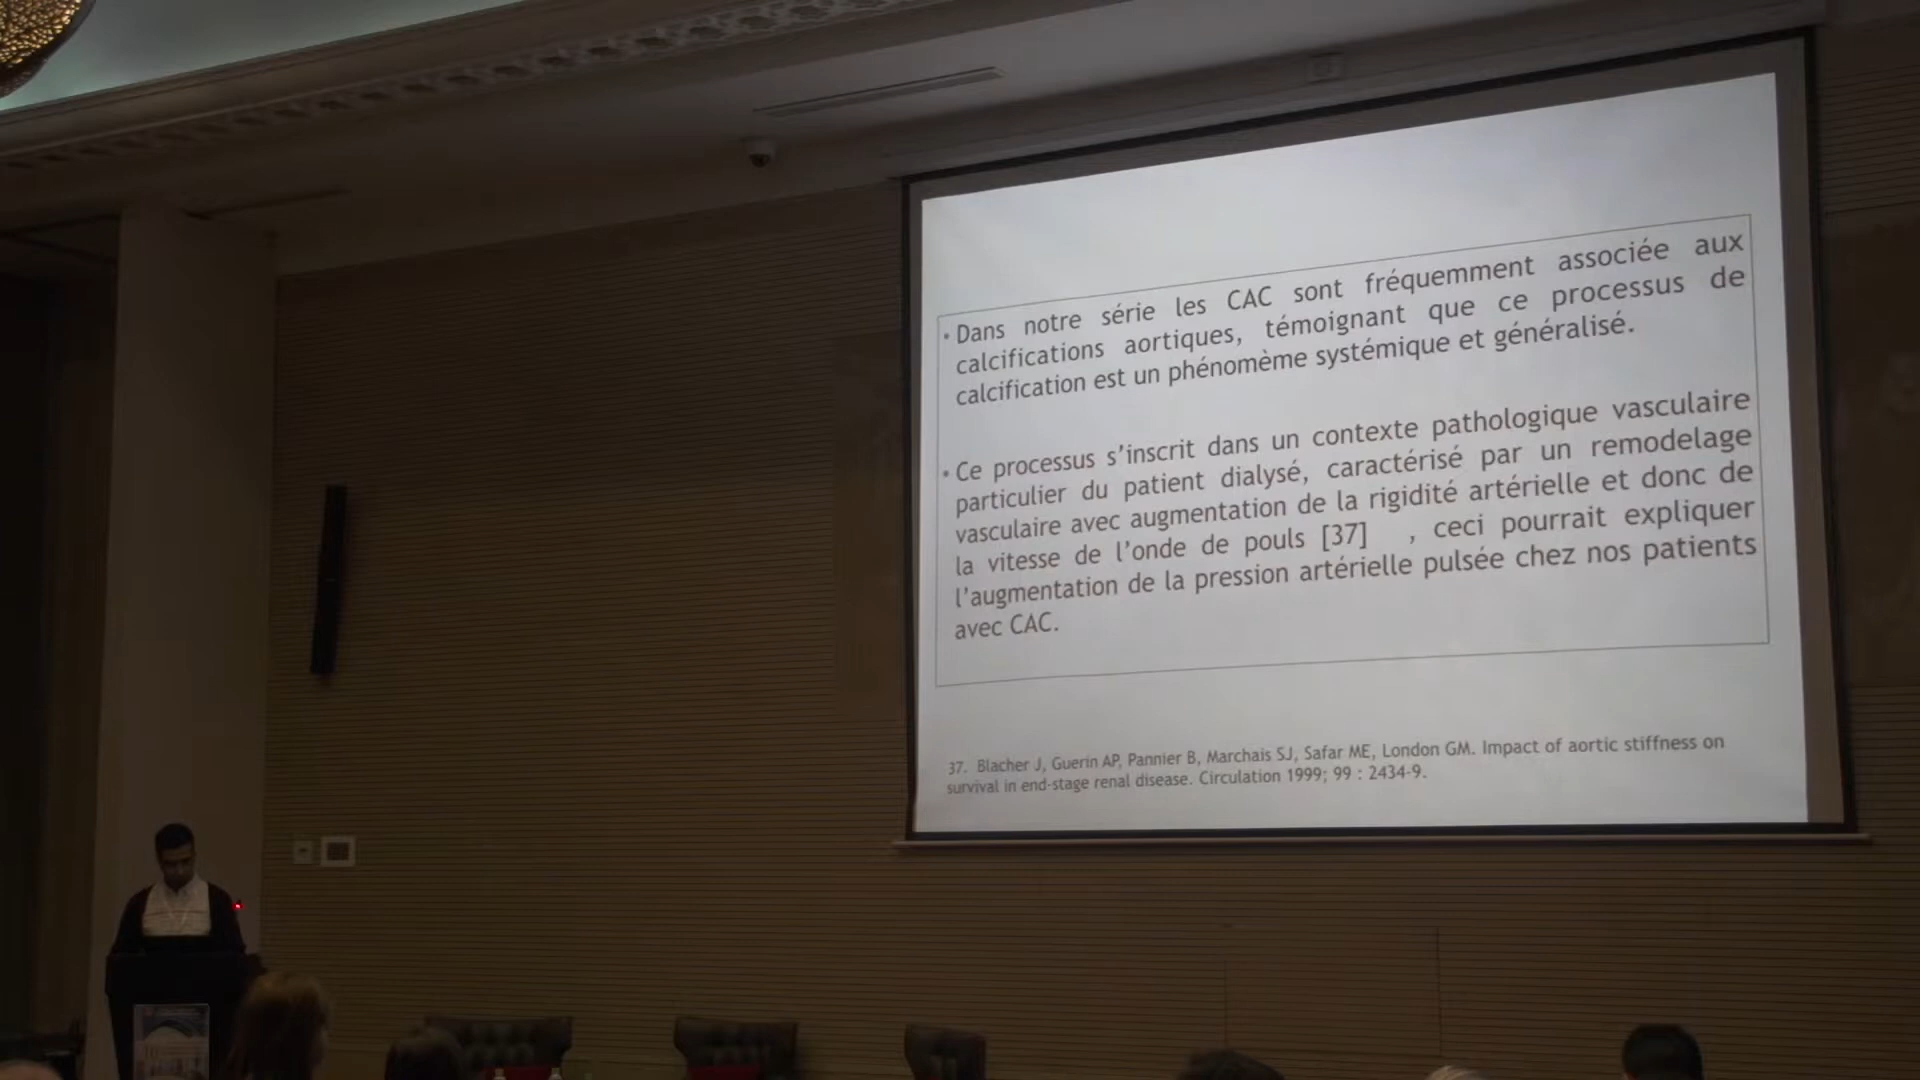 • Dans notre série les CAC sont fréquemment associée aux
calcifications aortiques, témoignant que ce processus de
calcification est un phénomème systémique et généralisé.
• Ce processus s'inscrit dans un contexte pathologique vasculaire
particulier du patient dialysé, caractérisé par un remodelage
vasculaire avec augmentation de la rigidité artérielle et donc de
la vitesse de l'onde de pouls [37] , ceci pourrait expliquer
l'augmentation de la pression artérielle pulsée chez nos patients
avec CAC.
37. Blacher J, Guerin AP, Pannier B, Marchais SJ, Safar ME, London GM. Impact of aortic stiffness on
survival in end-stage renal disease. Circulation 1999; 99 : 2434-9.